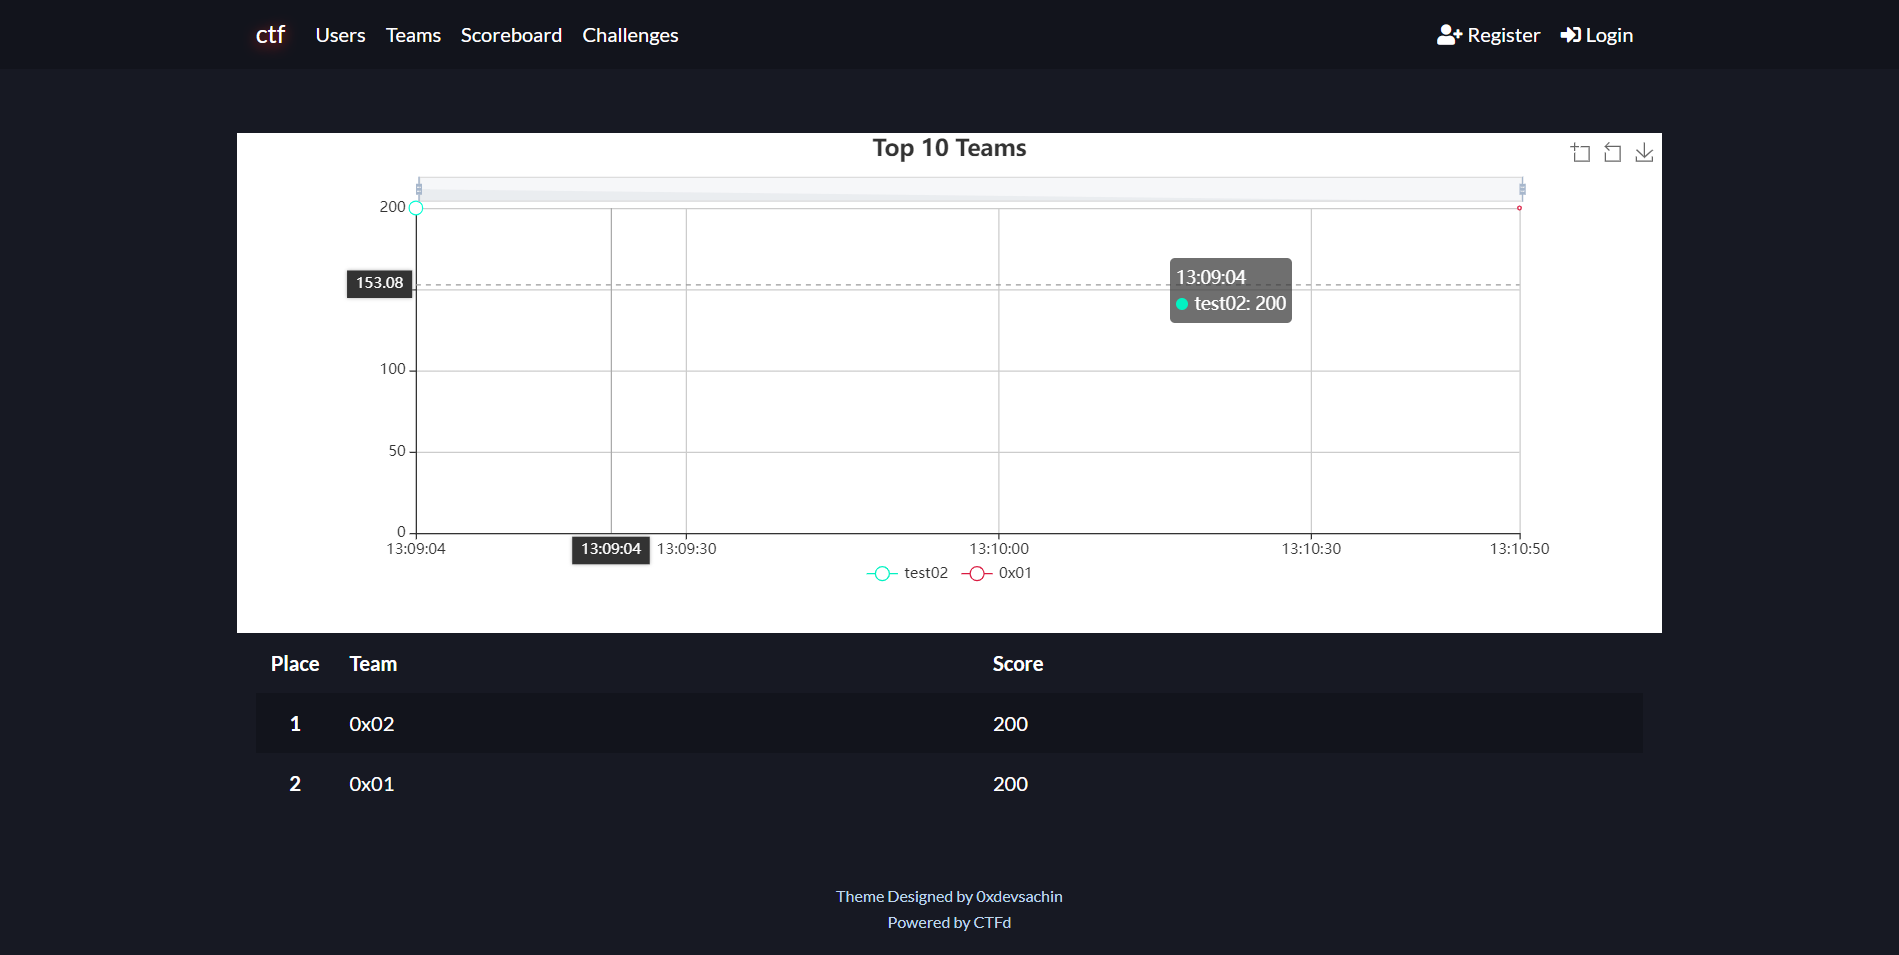 ctf Users Teams Scoreboard Challenges Register Login
Top 10 Teams
200
153.08
13:09:04
test02: 200
100
50
0
13:09:04 13:09:04 13:09:30 13:10:00 13:10:30 13:10:50
test02 0x01
Place Team Score
1 0x02 200
2 0x01 200
Theme Designed by 0xdevsachin
Powered by CTFd